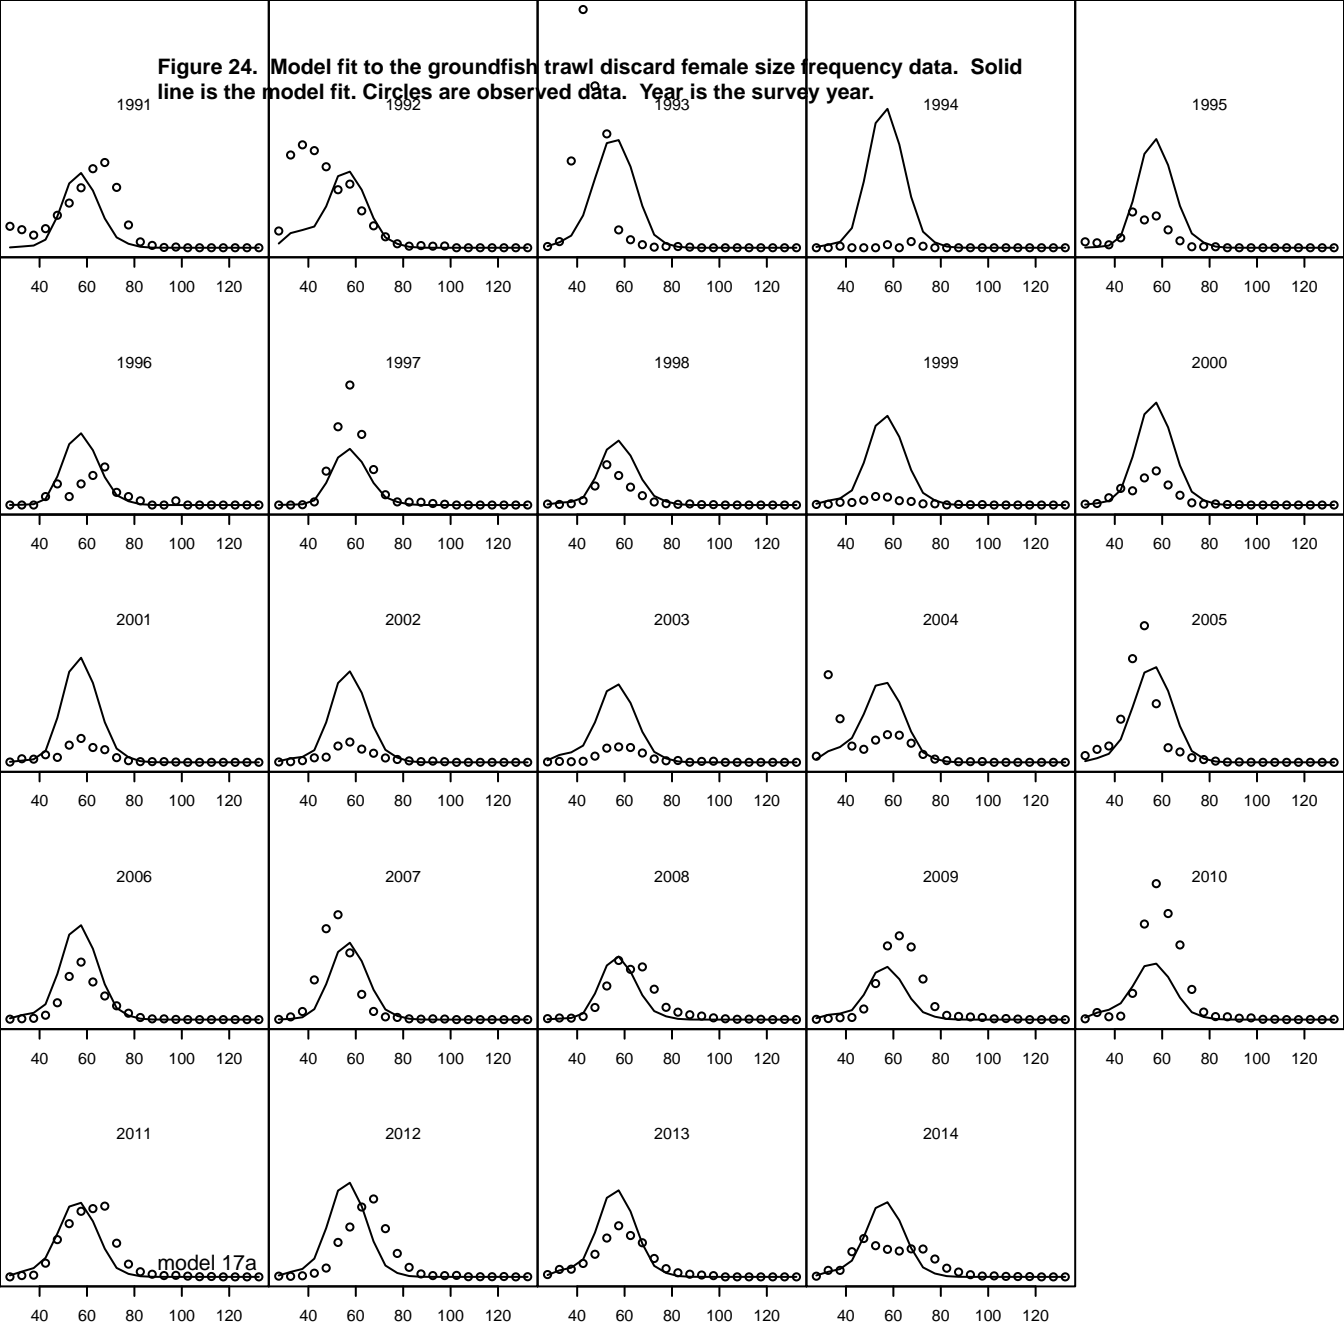 Figure 24.  Model fit to the groundfish trawl discard female size frequency data.  Solid
line is the model fit. Circles are observed data.  Year is the survey year.
1991 1992 1993 1994 1995
40 60 80 100 120 40 60 80 100 120 40 60 80 100 120 40 60 80 100 120 40 60 80 100 120
1996 1997 1998 1999 2000
40 60 80 100 120 40 60 80 100 120 40 60 80 100 120 40 60 80 100 120 40 60 80 100 120
2001 2002 2003 2004 2005
40 60 80 100 120 40 60 80 100 120 40 60 80 100 120 40 60 80 100 120 40 60 80 100 120
2006 2007 2008 2009 2010
40 60 80 100 120 40 60 80 100 120 40 60 80 100 120 40 60 80 100 120 40 60 80 100 120
2011 2012 2013 2014
model 17a
40 60 80 100 120 40 60 80 100 120 40 60 80 100 120 40 60 80 100 120